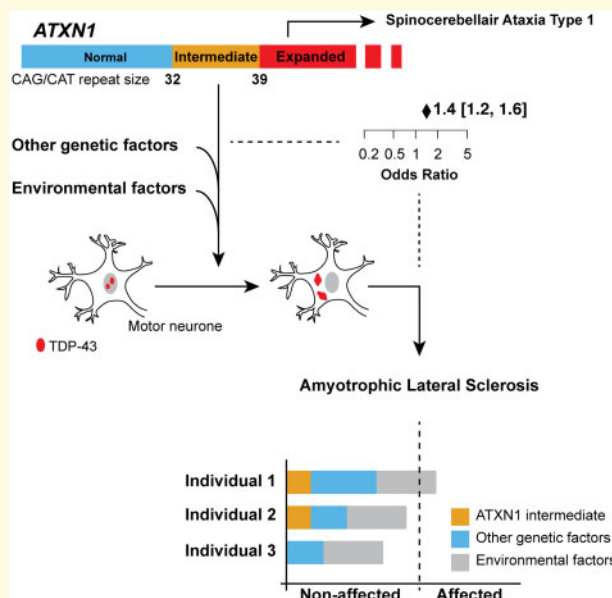 Spinocerebellair Ataxia Type 1
ATXN1
Normal Intermediate Expanded
CAG/CAT repeat size 32 39
1.4 [1.2, 1.6]
Other genetic factors
0.2 0.5 1 2 5
Odds Ratio
Environmental factors
Motor neurone
TDP-43
Amyotrophic Lateral Sclerosis
Individual 1
Individual 2
Individual 3
ATXN1 intermediate
Other genetic factors
Environmental factors
Non-affected Affected